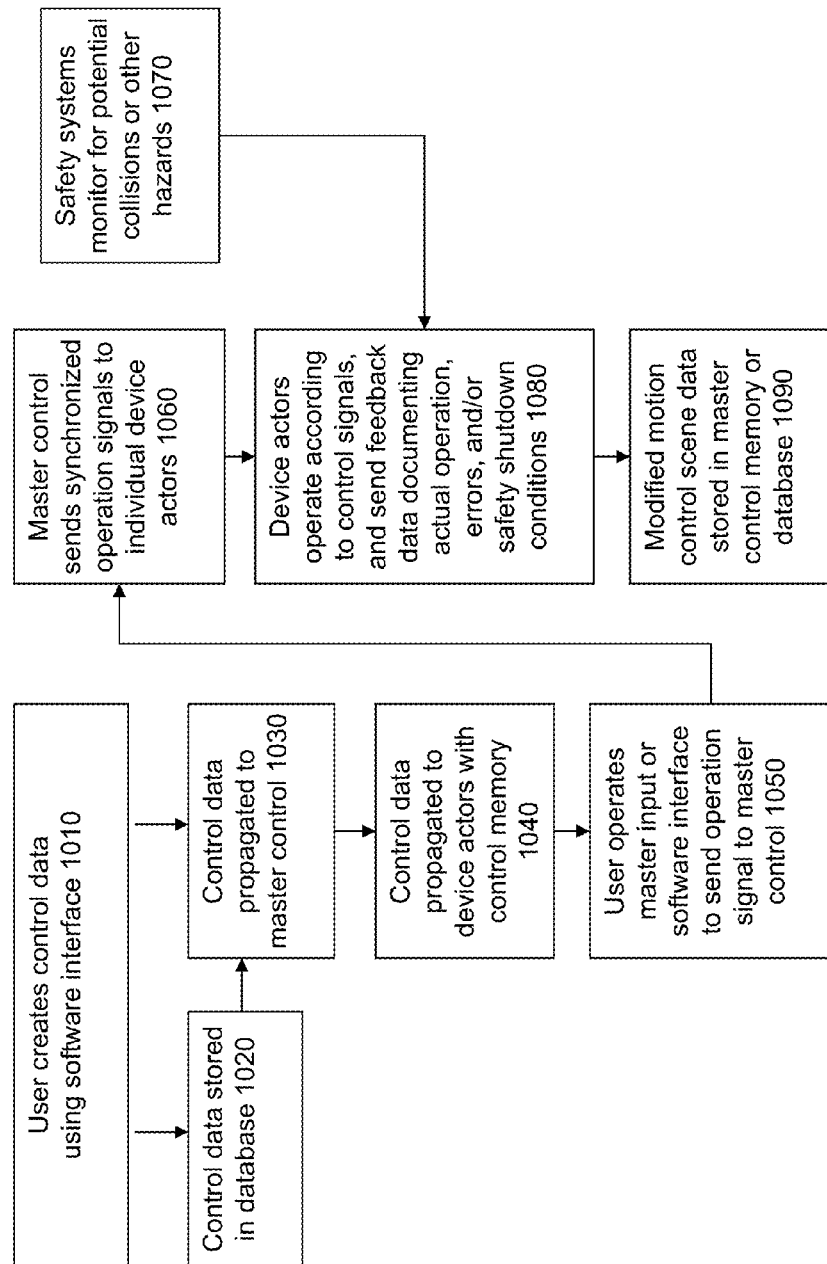 User creates control data
using software interface 1010
Control data stored
in database 1020
Control data
propagated to
master control 1030
Control data
propagated to
device actors with
control memory
1040
User operates
master input or
software interface
to send operation
signal to master
control 1050
Master control
sends synchronized
operation signals to
individual device
actors 1060
Safety systems
monitor for potential
collisions or other
hazards 1070
Device actors
operate according
to control signals,
and send feedback
data documenting
actual operation,
errors, and/or
safety shutdown
conditions 1080
Modified motion
control scene data
stored in master
control memory or
database 1090